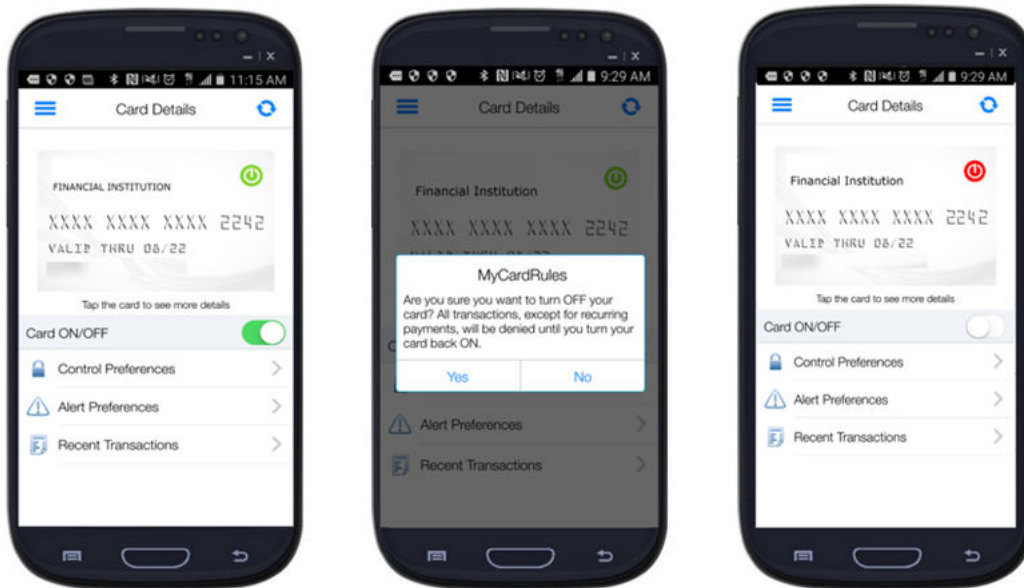 — | X
11:15 AM
Card Details
FINANCIAL INSTITUTION
XXXX XXXX XXXX 2242
VALID THRU 06/22
Tap the card to see more details
Card ON/OFF
Control Preferences
Alert Preferences
Recent Transactions
— | X
9:29 AM
Card Details
Financial Institution
XXXX XXXX XXXX 2242
MyCardRules
Are you sure you want to turn OFF your
card? All transactions, except for recurring
payments, will be denied until you turn your
card back ON.
Yes
No
Alert Preferences
Recent Transactions
— | X
9:29 AM
Card Details
Financial Institution
XXXX XXXX XXXX 2242
VALID THRU 06/22
Tap the card to see more details
Card ON/OFF
Control Preferences
Alert Preferences
Recent Transactions